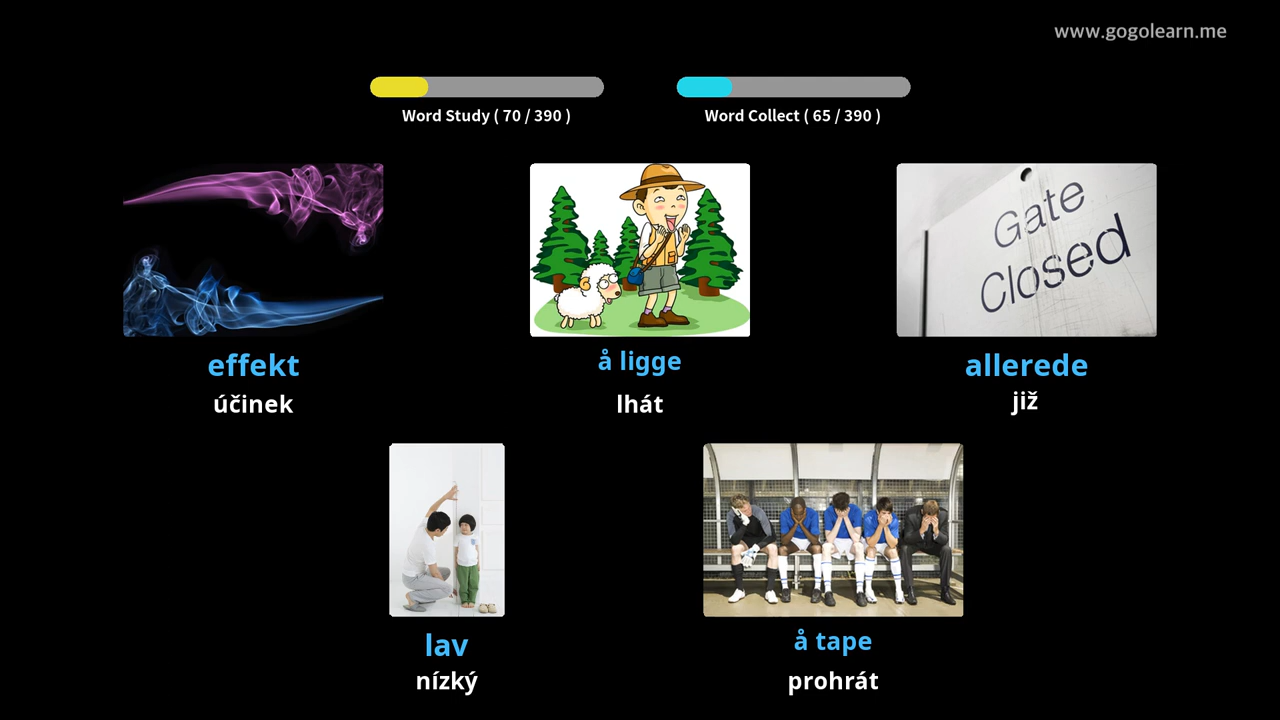 www.gogolearn.me
Word Study ( 70 / 390 )
Word Collect ( 65 / 390 )
Gate
Closed
effekt
účinek
å ligge
lhát
allerede
již
lav
nízký
å tape
prohrát